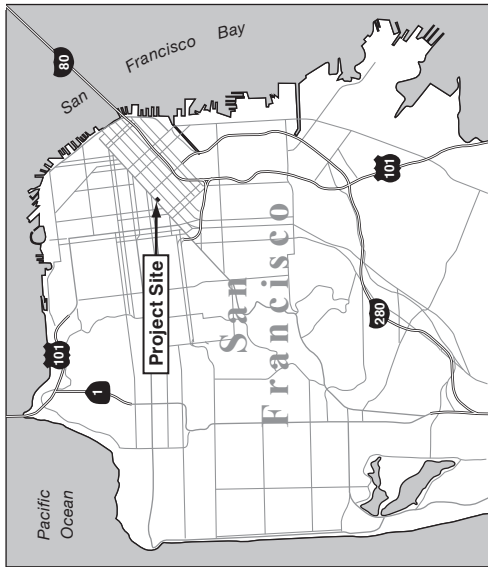 Pacific
Ocean
San Francisco Bay
80
101
1
Project Site
San
Francisco
101
280